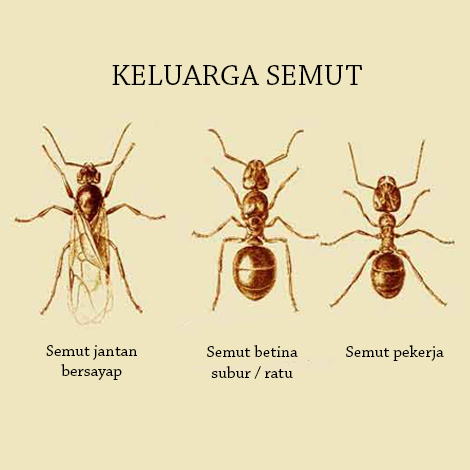 KELUARGA SEMUT
Semut jantan
bersayap
Semut betina
subur / ratu
Semut pekerja